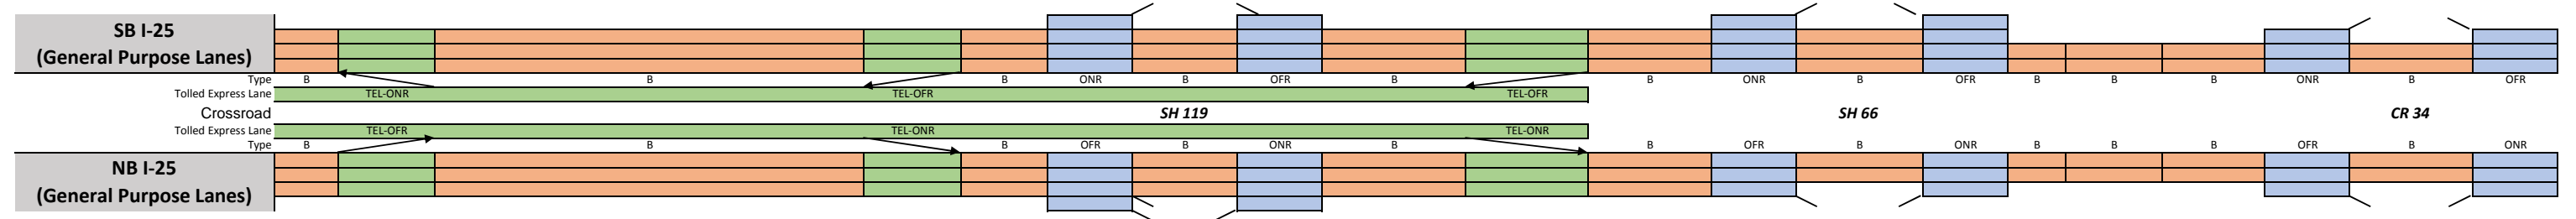 SB I-25
(General Purpose Lanes)
Type B B B ONR B OFR B B ONR B OFR B B B ONR B OFR
Tolled Express Lane TEL-ONR TEL-OFR TEL-OFR
Crossroad SH 119 SH 66 CR 34
Tolled Express Lane TEL-OFR TEL-ONR TEL-ONR
Type B B B OFR B ONR B B OFR B ONR B B B OFR B ONR
NB I-25
(General Purpose Lanes)